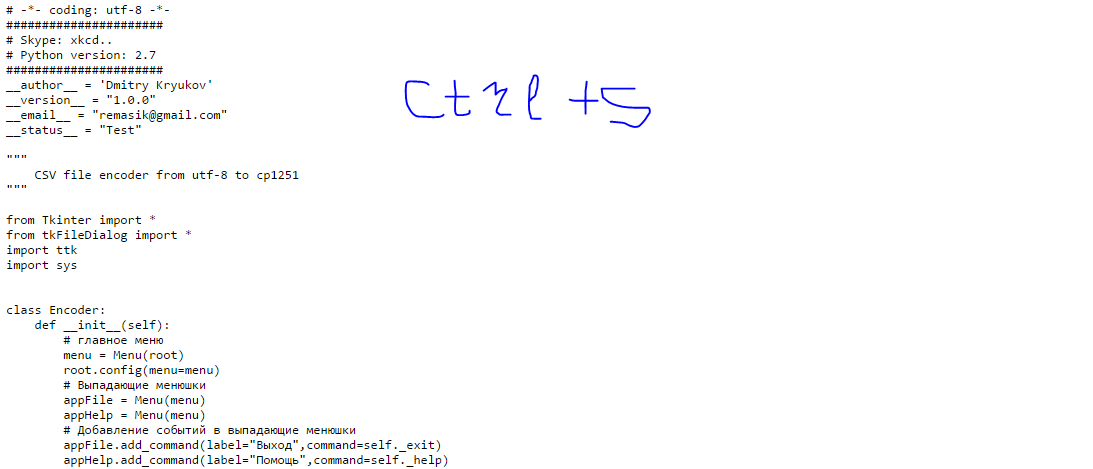 # -*- coding: utf-8 -*-
######################
# Skype: xkcd..
# Python version: 2.7
######################
__author__ = 'Dmitry Kryukov'
__version__ = "1.0.0"
__email__ = "remasik@gmail.com"
__status__ = "Test"
Ctrl +S
"""
    CSV file encoder from utf-8 to cp1251
"""
from Tkinter import *
from tkFileDialog import *
import ttk
import sys
class Encoder:
    def __init__(self):
        # главное меню
        menu = Menu(root)
        root.config(menu=menu)
        # Выпадающие менюшки
        appFile = Menu(menu)
        appHelp = Menu(menu)
        # Добавление событий в выпадающие менюшки
        appFile.add_command(label="Выход",command=self._exit)
        appHelp.add_command(label="Помощь",command=self._help)